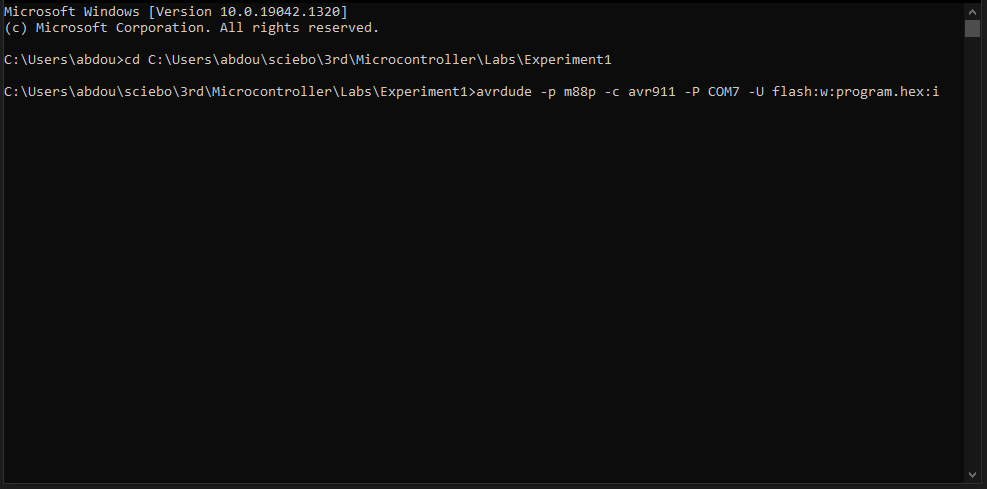 Microsoft Windows [Version 10.0.19042.1320]
(c) Microsoft Corporation. All rights reserved.
C:\Users\abdou>cd C:\Users\abdou\sciebo\3rd\Microcontroller\Labs\Experiment1
C:\Users\abdou\sciebo\3rd\Microcontroller\Labs\Experiment1>avrdude -p m88p -c avr911 -P COM7 -U flash:w:program.hex:i